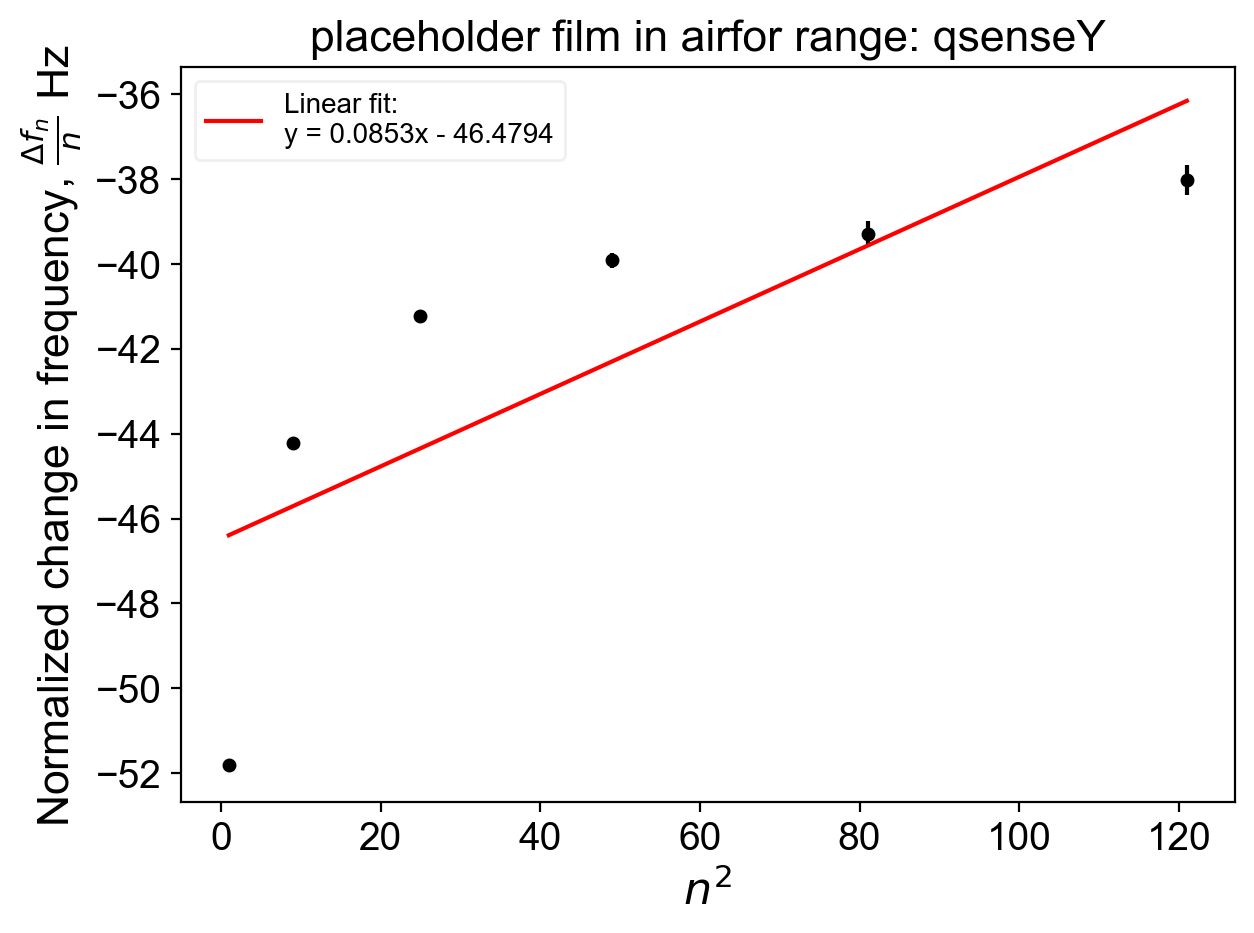 placeholder film in airfor range: qsenseY
Normalized change in frequency, Δfₙ/n Hz
−36
−38
−40
−42
−44
−46
−48
−50
−52
Linear fit:
y = 0.0853x - 46.4794
0 20 40 60 80 100 120
n²